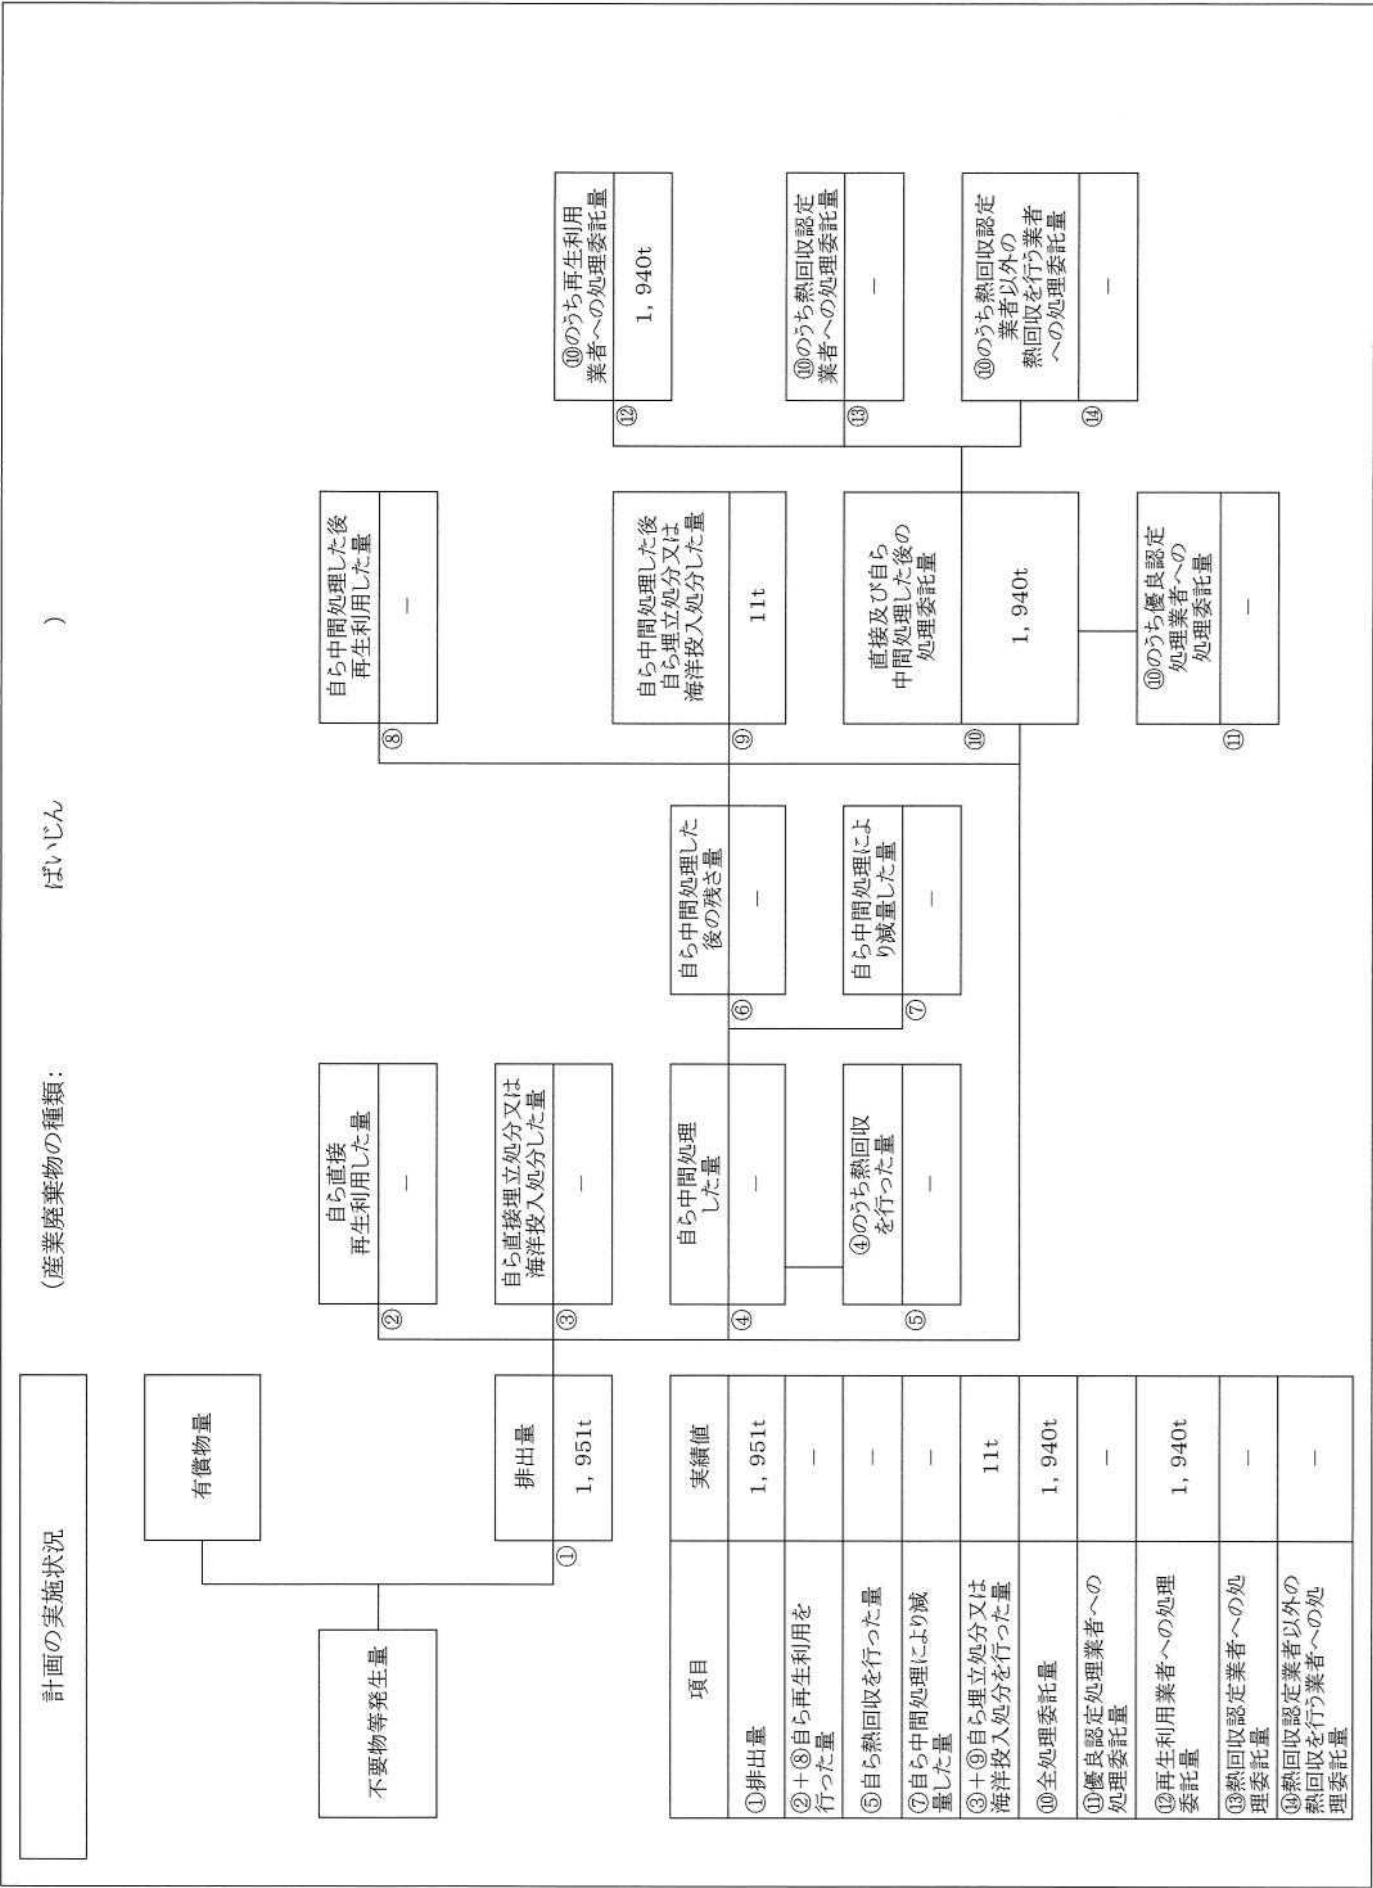 計画の実施状況
(産業廃棄物の種類: ばいじん )
有償物量
不要物等発生量
①
排出量
1, 951t
②
自ら直接
再生利用した量
－
③
自ら直接埋立処分又は
海洋投入処分した量
－
④
自ら中間処理
した量
－
⑤
④のうち熱回収
を行った量
－
⑥
自ら中間処理した
後の残さ量
－
⑦
自ら中間処理によ
り減量した量
－
⑧
自ら中間処理した後
再生利用した量
－
⑨
自ら中間処理した後
自ら埋立処分又は
海洋投入処分した量
11t
⑩
直接及び自ら
中間処理した後の
処理委託量
1, 940t
⑪
⑩のうち優良認定
処理業者への
処理委託量
－
⑫
⑩のうち再生利用
業者への処理委託量
1, 940t
⑬
⑩のうち熱回収認定
業者への処理委託量
－
⑭
⑩のうち熱回収認定
業者以外の
熱回収を行う業者
への処理委託量
－
項目 実績値
①排出量 1, 951t
②+⑧自ら再生利用を
行った量 －
⑤自ら熱回収を行った量 －
⑦自ら中間処理により減
量した量 －
③+⑨自ら埋立処分又は
海洋投入処分を行った量 11t
⑩全処理委託量 1, 940t
⑪優良認定処理業者への
処理委託量 －
⑫再生利用業者への処理
委託量 1, 940t
⑬熱回収認定業者への処
理委託量 －
⑭熱回収認定業者以外の
熱回収を行う業者への処
理委託量 －